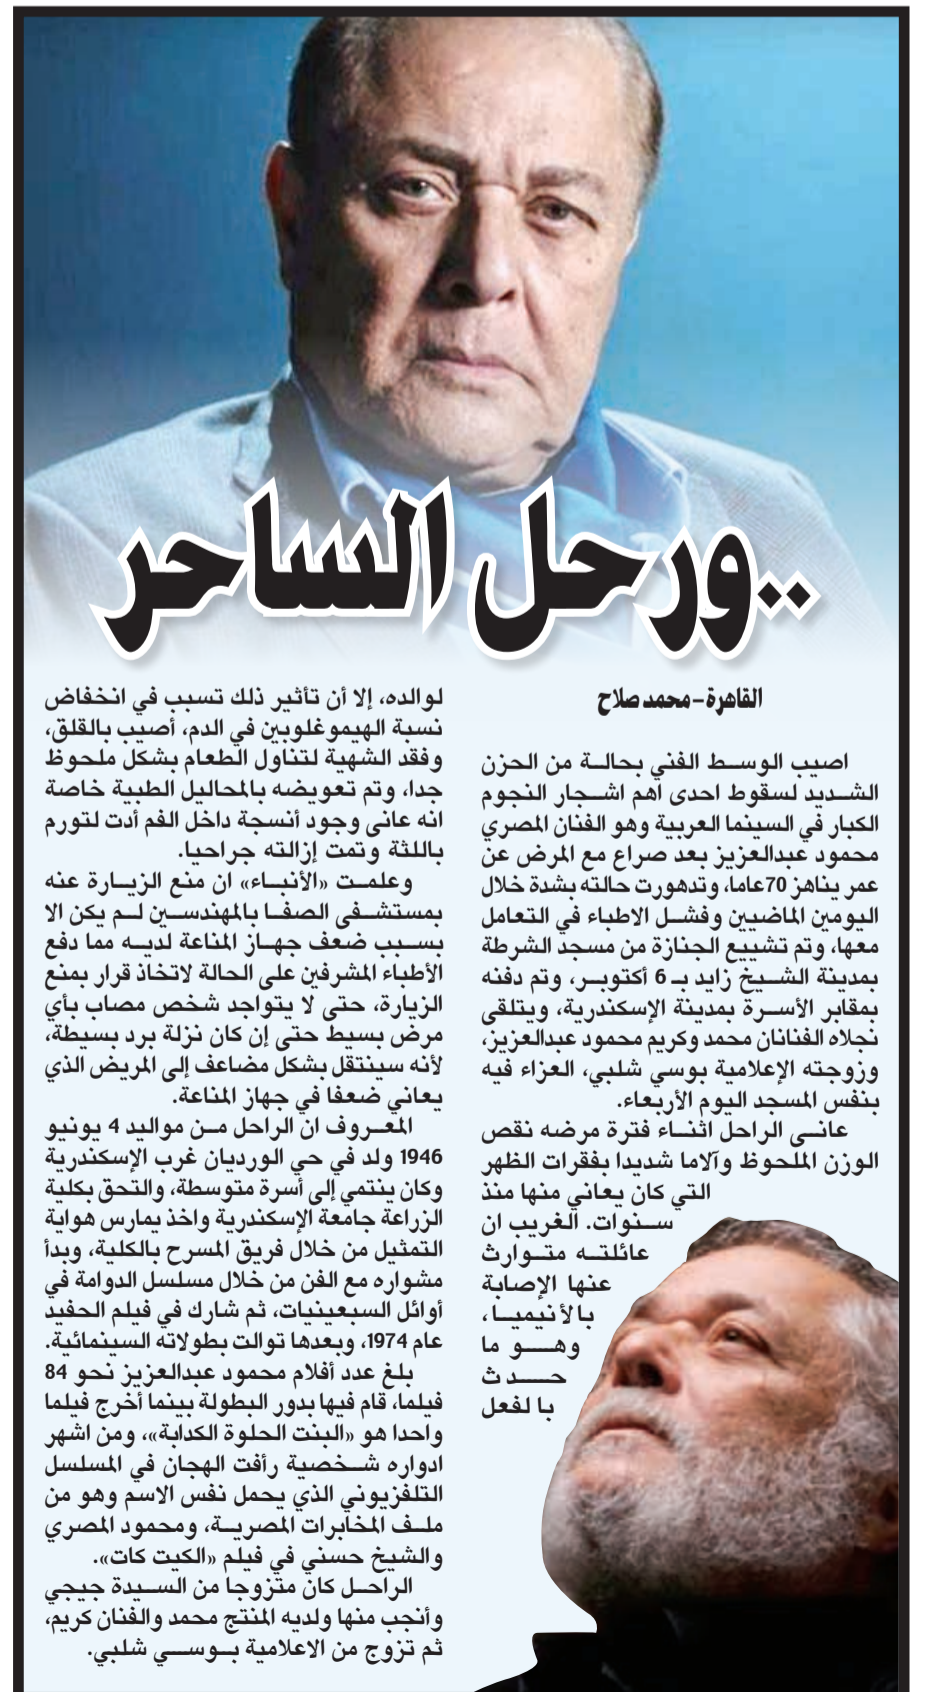 ..ورحل الساحر
القاهرة - محمد صلاح
اصيب الوسط الفني بحالة من الحزن
الشديد لسقوط احدى اهم اشجار النجوم
الكبار في السينما العربية وهو الفنان المصري
محمود عبدالعزيز بعد صراع مع المرض عن
عمر يناهز 70عاما، وتدهورت حالته بشدة خلال
اليومين الماضيين وفشل الاطباء في التعامل
معها، وتم تشييع الجنازة من مسجد الشرطة
بمدينة الشيخ زايد بـ 6 أكتوبر، وتم دفنه
بمقابر الأسرة بمدينة الإسكندرية، ويتلقى
نجلاه الفنانان محمد وكريم محمود عبدالعزيز،
وزوجته الإعلامية بوسي شلبي، العزاء فيه
بنفس المسجد اليوم الأربعاء.
عانى الراحل اثناء فترة مرضه نقص
الوزن الملحوظ وآلاما شديدا بفقرات الظهر
التي كان يعاني منها منذ
سنوات. الغريب ان
عائلته متوارث
عنها الإصابة
بالأنيميا،
وهو ما
حدث
بالفعل
لوالده، إلا أن تأثير ذلك تسبب في انخفاض
نسبة الهيموغلوبين في الدم، أصيب بالقلق،
وفقد الشهية لتناول الطعام بشكل ملحوظ
جدا، وتم تعويضه بالمحاليل الطبية خاصة
انه عانى وجود أنسجة داخل الفم أدت لتورم
باللثة وتمت إزالته جراحيا.
وعلمت «الأنباء» ان منع الزيارة عنه
بمستشفى الصفا بالمهندسين لم يكن الا
بسبب ضعف جهاز المناعة لديه مما دفع
الأطباء المشرفين على الحالة لاتخاذ قرار بمنع
الزيارة، حتى لا يتواجد شخص مصاب بأي
مرض بسيط حتى إن كان نزلة برد بسيطة،
لأنه سينتقل بشكل مضاعف إلى المريض الذي
يعاني ضعفا في جهاز المناعة.
المعروف ان الراحل من مواليد 4 يونيو
1946 ولد في حي الورديان غرب الإسكندرية
وكان ينتمي إلى أسرة متوسطة، والتحق بكلية
الزراعة جامعة الإسكندرية واخذ يمارس هواية
التمثيل من خلال فريق المسرح بالكلية، وبدأ
مشواره مع الفن من خلال مسلسل الدوامة في
أوائل السبعينيات، ثم شارك في فيلم الحفيد
عام 1974، وبعدها توالت بطولاته السينمائية.
بلغ عدد أفلام محمود عبدالعزيز نحو 84
فيلما، قام فيها بدور البطولة بينما أخرج فيلما
واحدا هو «البنت الحلوة الكدابة»، ومن اشهر
ادواره شخصية رأفت الهجان في المسلسل
التلفزيوني الذي يحمل نفس الاسم وهو من
ملف المخابرات المصرية، ومحمود المصري
والشيخ حسني في فيلم «الكيت كات».
الراحل كان متزوجا من السيدة جيجي
وأنجب منها ولديه المنتج محمد والفنان كريم،
ثم تزوج من الاعلامية بوسي شلبي.